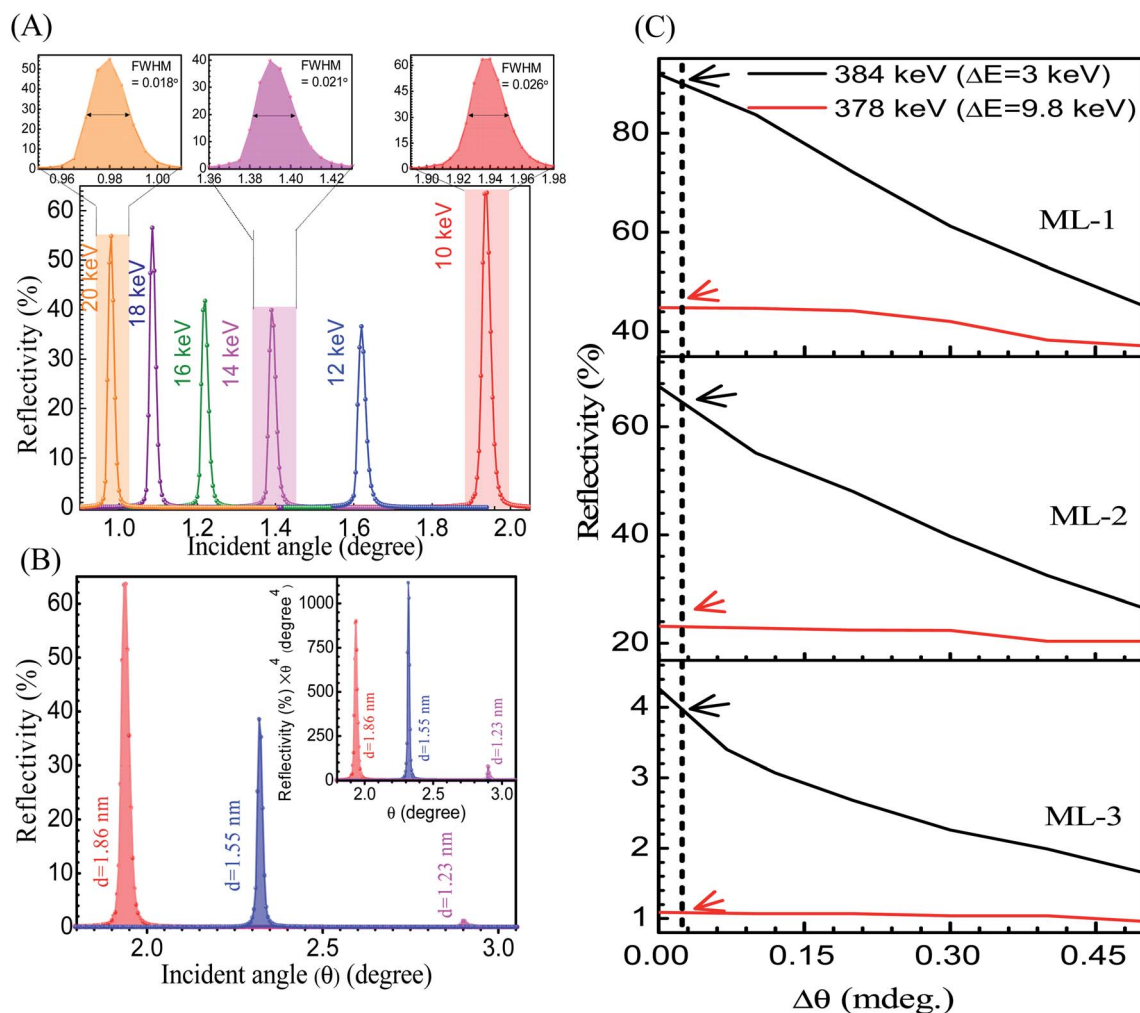 (A)
FWHM
= 0.018°
50
40
30
20
10
0
0.96 0.98 1.00
FWHM
= 0.021°
40
30
20
10
0
1.36 1.38 1.40 1.42
FWHM
= 0.026°
60
45
30
15
0
1.90 1.92 1.94 1.96 1.98
Reflectivity (%)
60
50
40
30
20
10
0
20 keV
18 keV
16 keV
14 keV
12 keV
10 keV
1.0 1.2 1.4 1.6 1.8 2.0
Incident angle (degree)
(B)
Reflectivity (%)
60
50
40
30
20
10
0
d=1.86 nm
d=1.55 nm
d=1.23 nm
2.0 2.5 3.0
Incident angle (θ) (degree)
Reflectivity (%) ×θ⁴ (degree⁴)
1000
750
500
250
0
d=1.86 nm
d=1.55 nm
d=1.23 nm
2.0 2.5 3.0
θ (degree)
(C)
384 keV (ΔE=3 keV)
378 keV (ΔE=9.8 keV)
80
60
40
ML-1
Reflectivity (%)
60
40
20
ML-2
4
3
2
1
ML-3
0.00 0.15 0.30 0.45
Δθ (mdeg.)